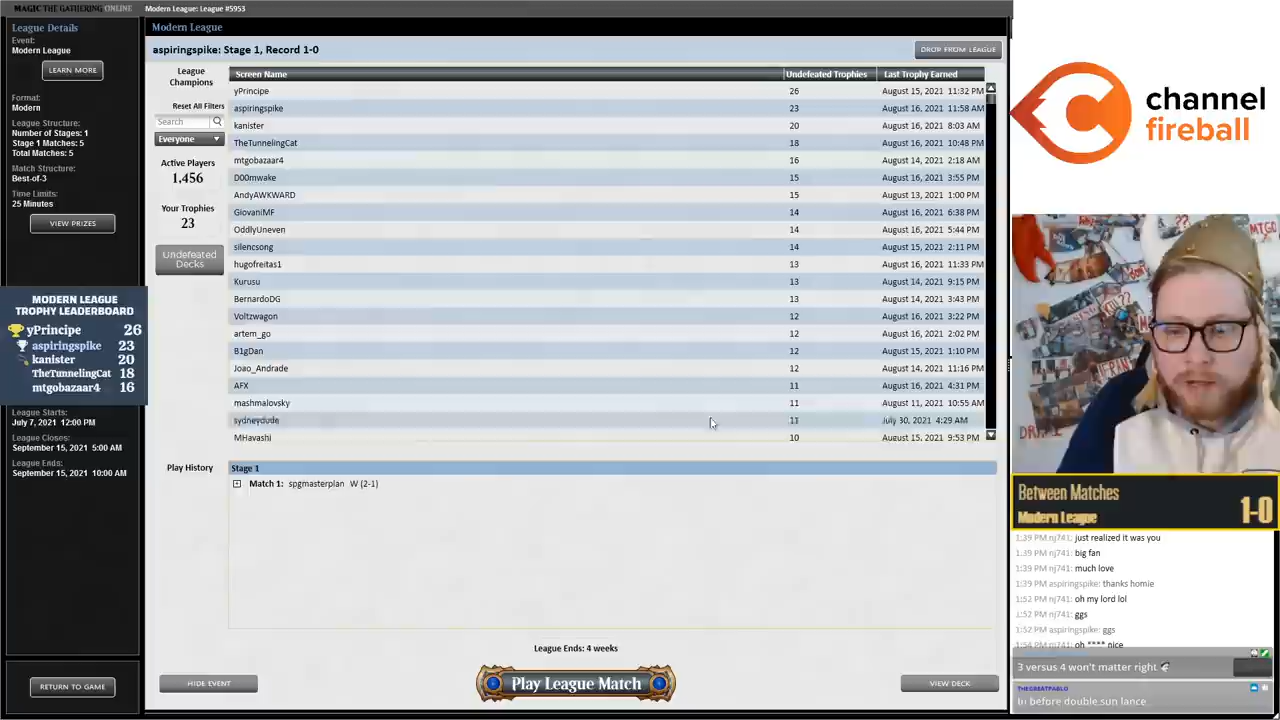 MAGIC THE GATHERING ONLINE
Modern League: League #5953
League Details
Event:
Modern League
LEARN MORE
Format:
Modern
League Structure:
Number of Stages: 1
Stage 1 Matches: 5
Total Matches: 5
Match Structure:
Best-of-3
Time Limits:
25 Minutes
VIEW PRIZES
MODERN LEAGUE
TROPHY LEADERBOARD
yPrincipe 26
aspiringspike 23
kanister 20
TheTunnelingCat 18
mtgobazaar4 16
League Starts:
July 7, 2021 12:00 PM
League Closes:
September 15, 2021 5:00 AM
League Ends:
September 15, 2021 10:00 AM
RETURN TO GAME
Modern League
aspiringspike: Stage 1, Record 1-0
DROP FROM LEAGUE
League
Champions
Reset All Filters
Search
Everyone
Active Players
1,456
Your Trophies
23
Undefeated
Decks
Screen Name Undefeated Trophies Last Trophy Earned
yPrincipe 26 August 15, 2021 11:32 PM
aspiringspike 23 August 16, 2021 11:58 AM
kanister 20 August 16, 2021 8:03 AM
TheTunnelingCat 18 August 16, 2021 10:48 PM
mtgobazaar4 16 August 14, 2021 2:18 AM
D00mwake 15 August 16, 2021 3:55 PM
AndyAWKWARD 15 August 13, 2021 1:00 PM
GiovaniMF 14 August 16, 2021 6:38 PM
OddlyUneven 14 August 16, 2021 5:44 PM
silencsong 14 August 15, 2021 2:11 PM
hugofreitas1 13 August 16, 2021 11:33 PM
Kurusu 13 August 14, 2021 9:15 PM
BernardoDG 13 August 14, 2021 3:43 PM
Voltzwagon 12 August 16, 2021 3:22 PM
artem_go 12 August 16, 2021 2:02 PM
B1gDan 12 August 15, 2021 1:10 PM
Joao_Andrade 12 August 14, 2021 11:16 PM
AFX 11 August 16, 2021 4:31 PM
mashmalovsky 11 August 11, 2021 10:55 AM
sydneydude 11 July 30, 2021 4:29 AM
MHavashi 10 August 15, 2021 9:53 PM
Play History
Stage 1
Match 1: spgmasterplan W (2-1)
League Ends: 4 weeks
HIDE EVENT
Play League Match
VIEW DECK
channel
fireball
Between Matches
Modern League
1-0
1:39 PM nj741: just realized it was you
1:39 PM nj741: big fan
1:39 PM nj741: much love
1:39 PM aspiringspike: thanks homie
1:52 PM nj741: oh my lord lol
1:52 PM nj741: ggs
1:52 PM aspiringspike: ggs
1:54 PM nj741: oh **** nice
3 versus 4 won't matter right
THEGREATPABLO
hi before double sun lance